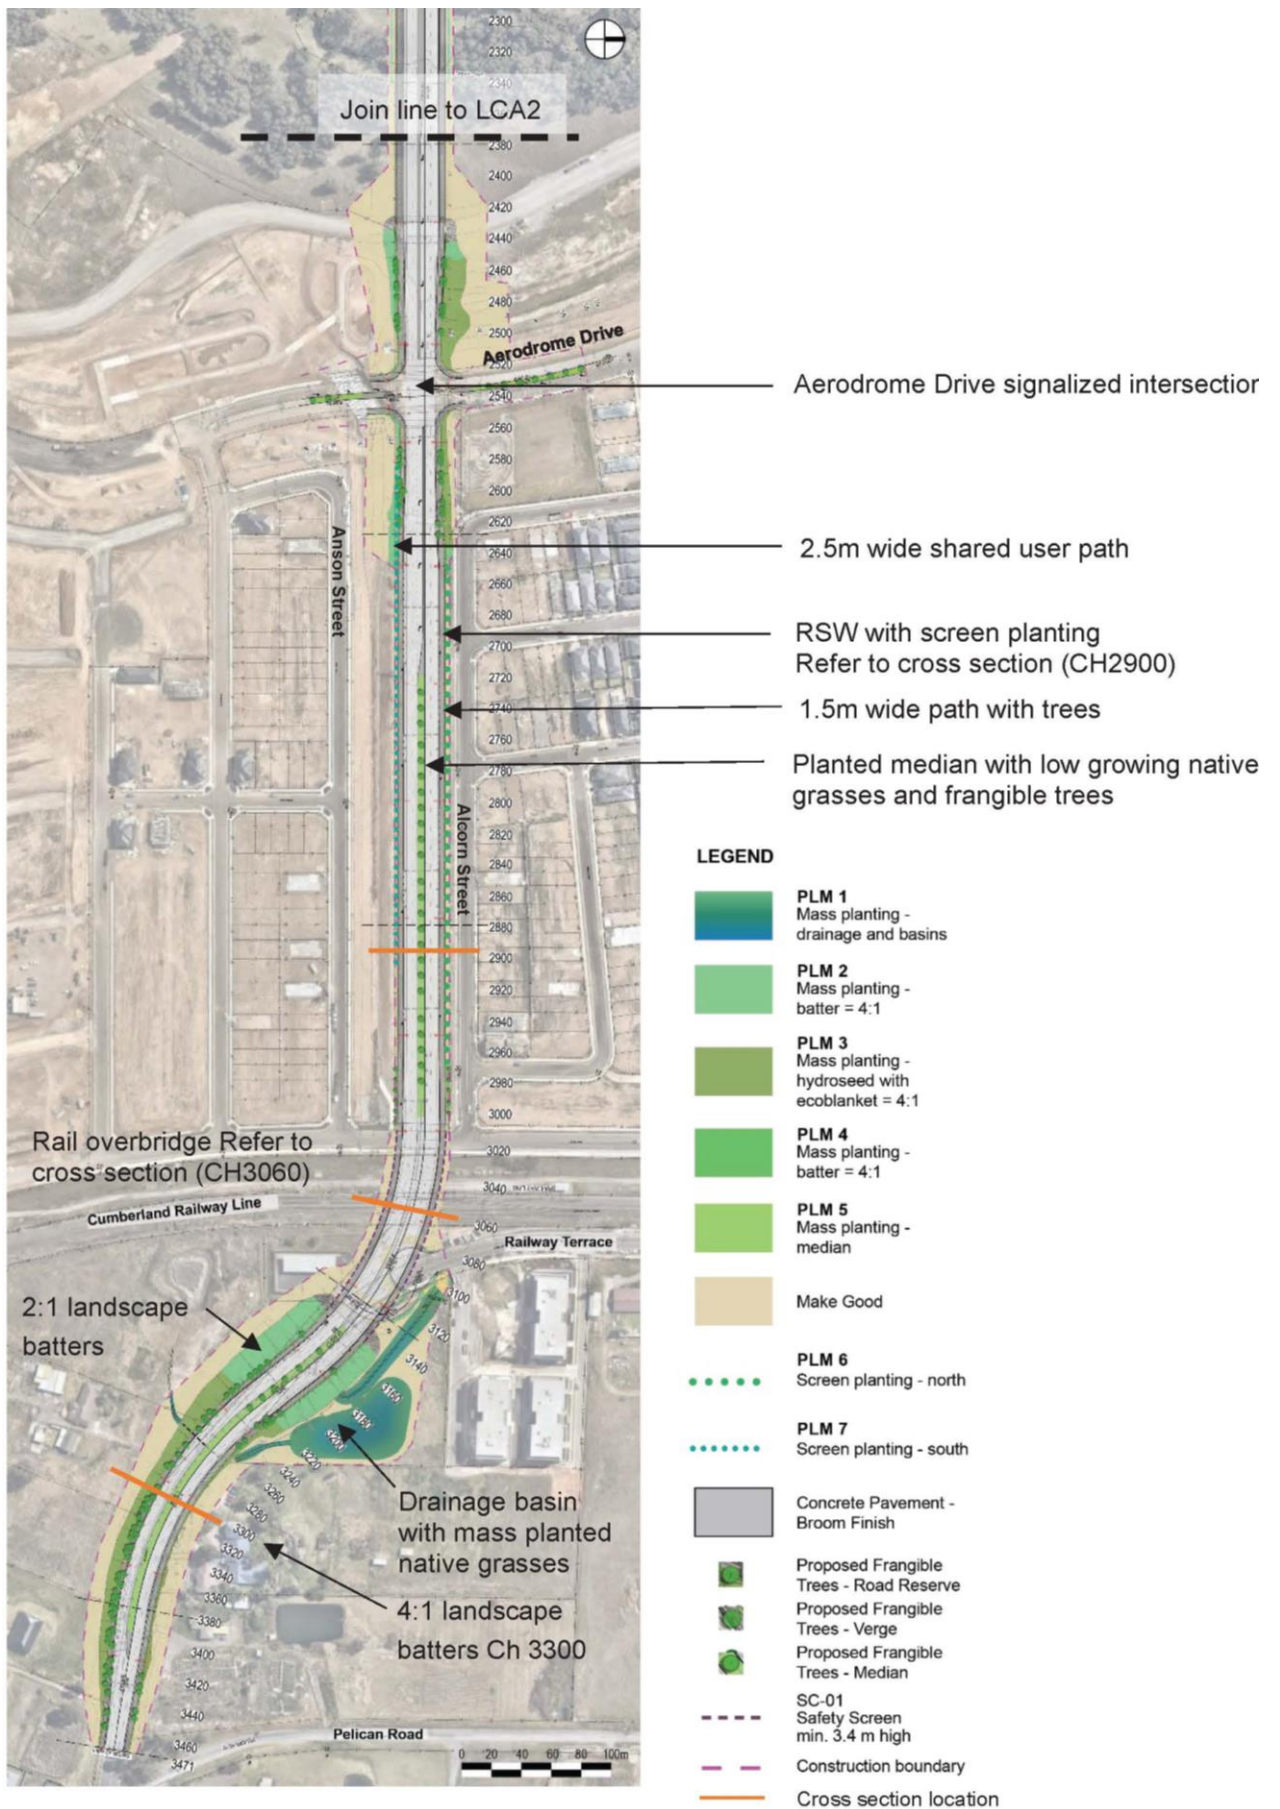 2300
2320
2340
Join line to LCA2
2380
2400
2420
2440
2460
2480
2500
Aerodrome Drive
2520
2540
Aerodrome Drive signalized intersection
2560
2580
2600
2620
2640
Anson Street
2.5m wide shared user path
2660
2680
RSW with screen planting
Refer to cross section (CH2900)
2700
2720
1.5m wide path with trees
2740
2760
Planted median with low growing native
grasses and frangible trees
2780
2800
Alcorn Street
2820
2840
2860
2880
2900
2920
2940
2960
2980
3000
Rail overbridge Refer to
cross section (CH3060)
3020
3040
Cumberland Railway Line
3060
Railway Terrace
3080
3100
2:1 landscape
batters
3120
3140
3160
3180
3200
3220
3240
3260
3280
3300
3320
3340
3360
3380
3400
3420
3440
3460
3471
Drainage basin
with mass planted
native grasses
4:1 landscape
batters Ch 3300
Pelican Road
0 20 40 60 80 100m
LEGEND
PLM 1
Mass planting -
drainage and basins
PLM 2
Mass planting -
batter = 4:1
PLM 3
Mass planting -
hydroseed with
ecoblanket = 4:1
PLM 4
Mass planting -
batter = 4:1
PLM 5
Mass planting -
median
Make Good
PLM 6
Screen planting - north
PLM 7
Screen planting - south
Concrete Pavement -
Broom Finish
Proposed Frangible
Trees - Road Reserve
Proposed Frangible
Trees - Verge
Proposed Frangible
Trees - Median
SC-01
Safety Screen
min. 3.4 m high
Construction boundary
Cross section location